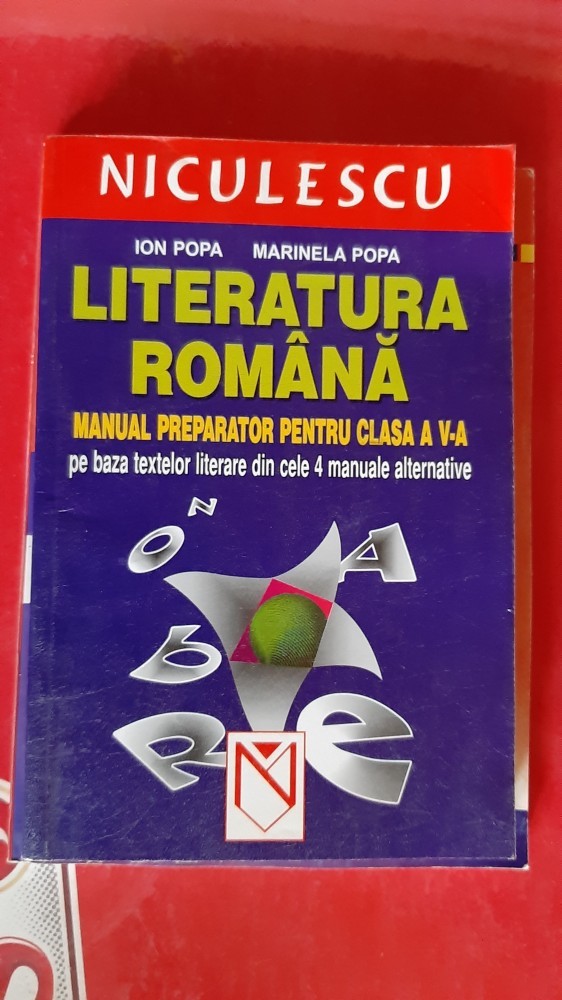 NICULESCU
ION POPA MARINELA POPA
LITERATURA
ROMÂNĂ
MANUAL PREPARATOR PENTRU CLASA A V-A
pe baza textelor literare din cele 4 manuale alternative
N
O A
b
R e
N